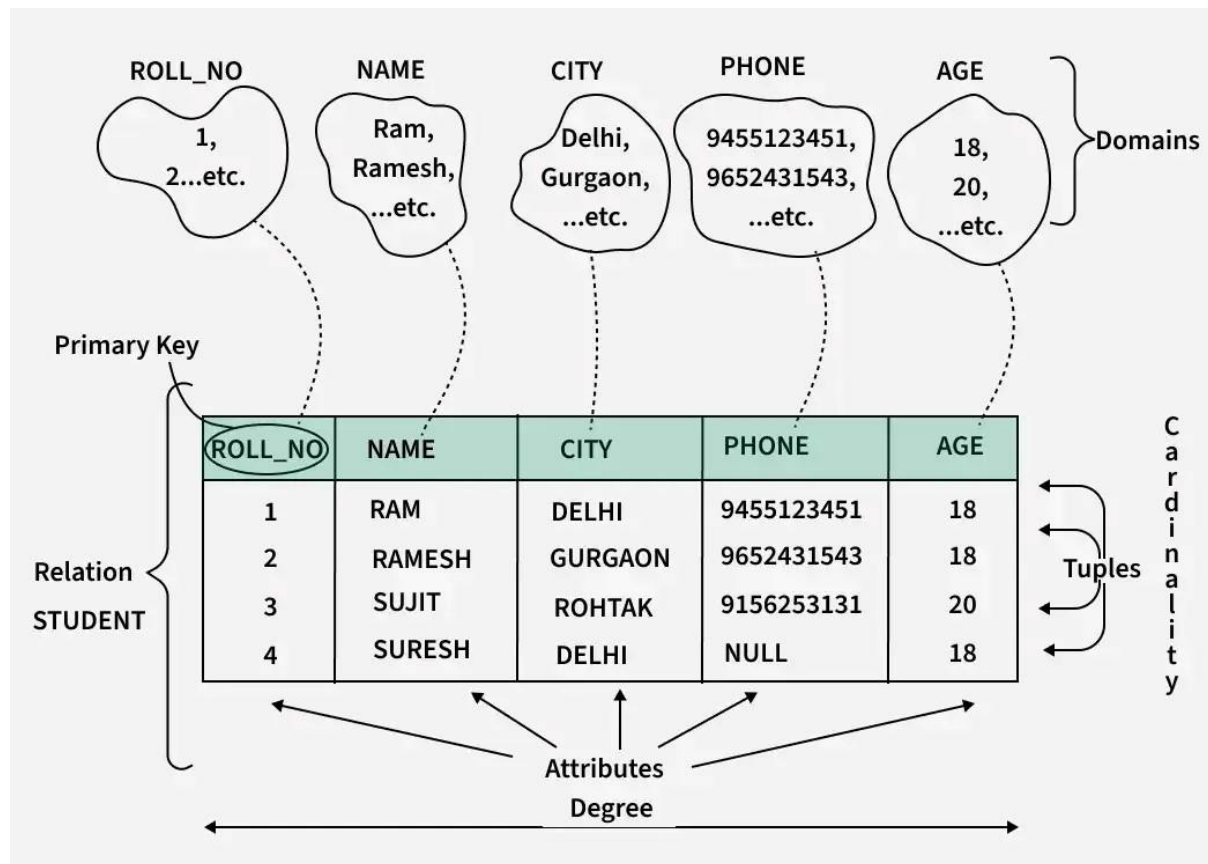 ROLL_NO NAME CITY PHONE AGE
1,
2...etc.
Ram,
Ramesh,
...etc.
Delhi,
Gurgaon,
...etc.
9455123451,
9652431543,
...etc.
18,
20,
...etc.
Domains
Primary Key
ROLL_NO NAME CITY PHONE AGE
1 RAM DELHI 9455123451 18
2 RAMESH GURGAON 9652431543 18
3 SUJIT ROHTAK 9156253131 20
4 SURESH DELHI NULL 18
Relation
STUDENT
Tuples
Cardinality
Attributes
Degree